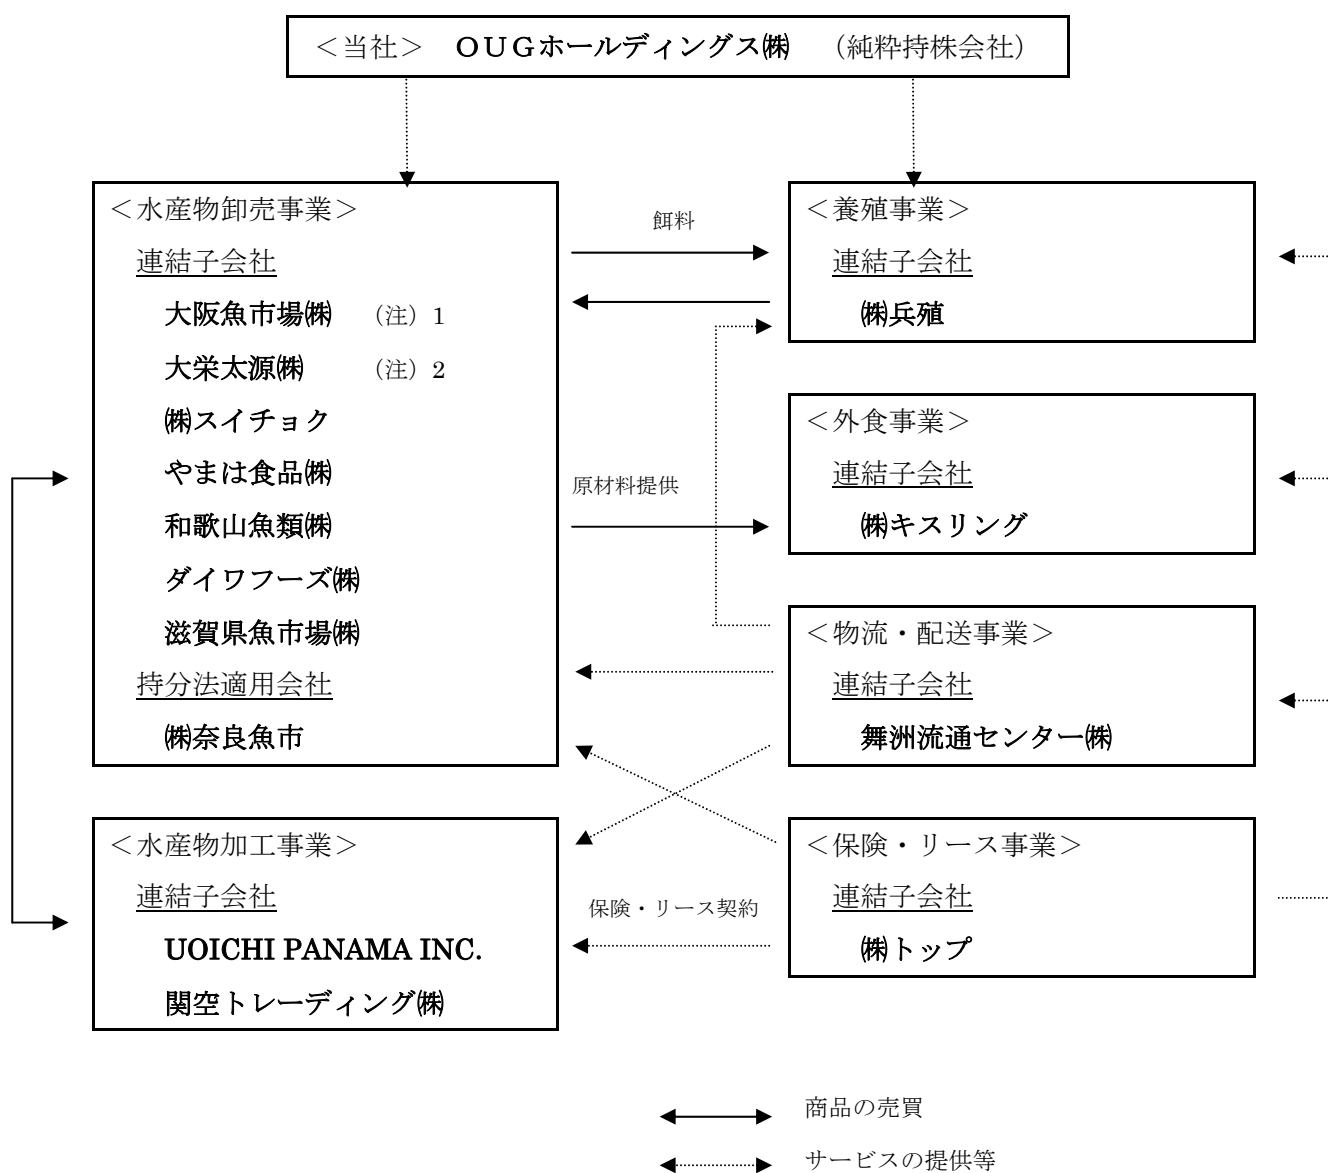 ＜当社＞　ＯＵＧホールディングス㈱　（純粋持株会社）
＜水産物卸売事業＞
連結子会社
大阪魚市場㈱　（注）1
大栄太源㈱　（注）2
㈱スイチョク
やまは食品㈱
和歌山魚類㈱
ダイワフーズ㈱
滋賀県魚市場㈱
持分法適用会社
㈱奈良魚市
餌料
原材料提供
＜養殖事業＞
連結子会社
㈱兵殖
＜外食事業＞
連結子会社
㈱キスリング
＜物流・配送事業＞
連結子会社
舞洲流通センター㈱
＜水産物加工事業＞
連結子会社
UOICHI PANAMA INC.
関空トレーディング㈱
保険・リース契約
＜保険・リース事業＞
連結子会社
㈱トップ
商品の売買
サービスの提供等